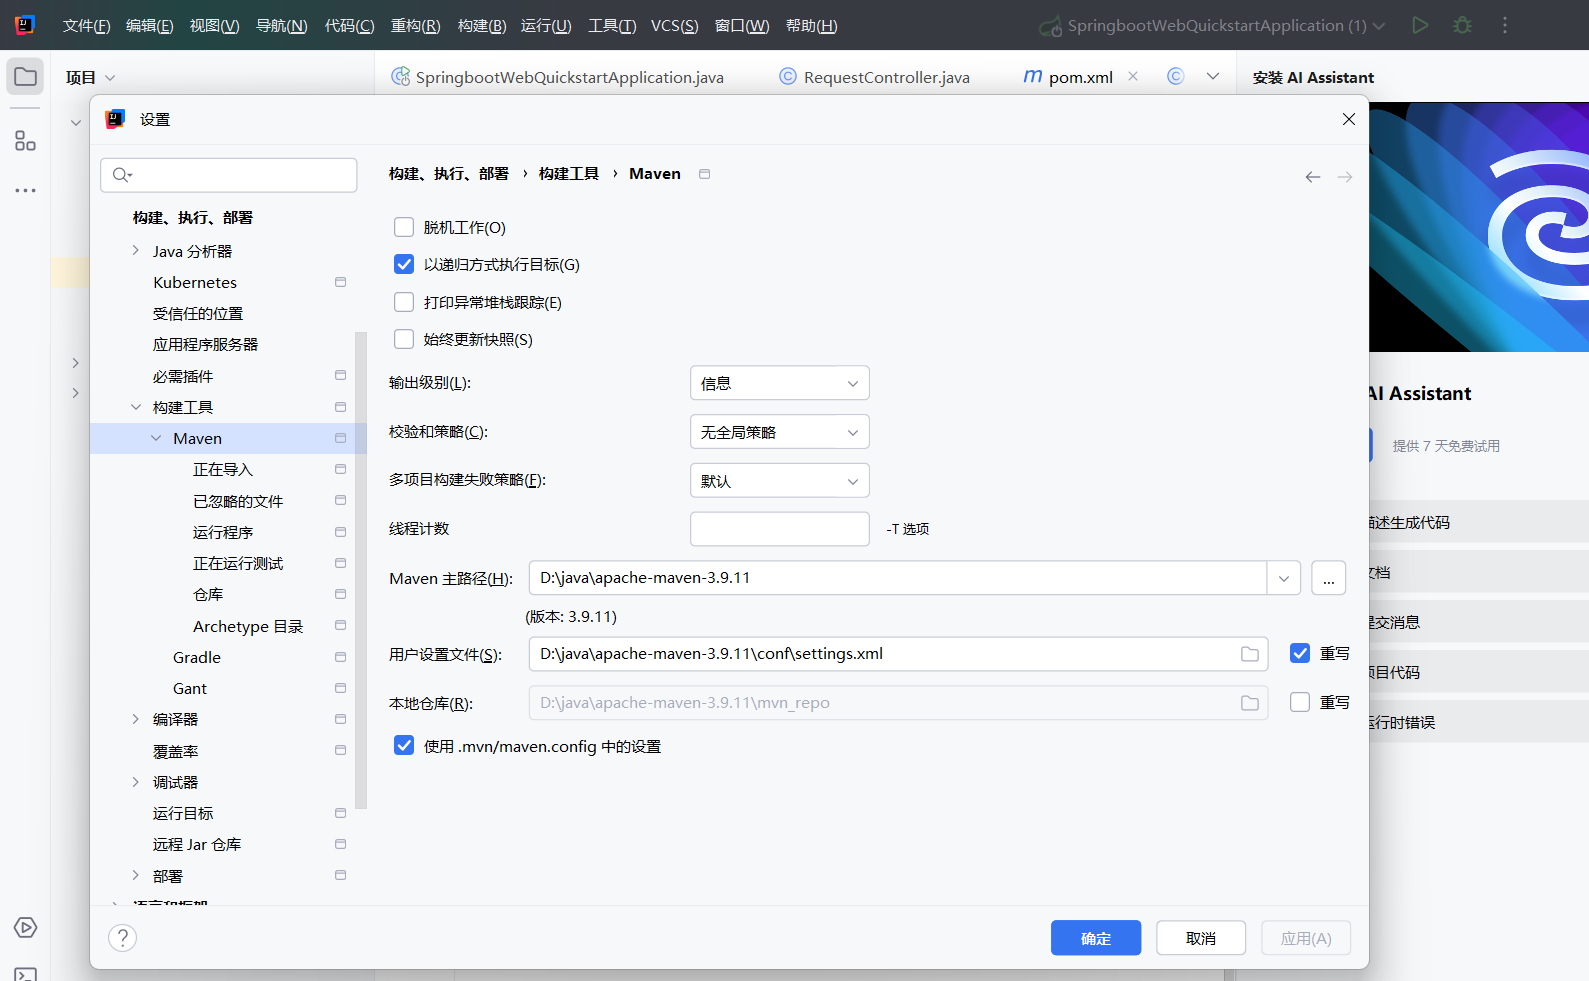 文件(F) 编辑(E) 视图(V) 导航(N) 代码(C) 重构(R) 构建(B) 运行(U) 工具(T) VCS(S) 窗口(W) 帮助(H) SpringbootWebQuickstartApplication (1)
项目 SpringbootWebQuickstartApplication.java RequestController.java pom.xml 安装 AI Assistant
设置
构建、执行、部署 › 构建工具 › Maven
构建、执行、部署
Java 分析器
Kubernetes
受信任的位置
应用程序服务器
必需插件
构建工具
Maven
正在导入
已忽略的文件
运行程序
正在运行测试
仓库
Archetype 目录
Gradle
Gant
编译器
覆盖率
调试器
运行目标
远程 Jar 仓库
部署
脱机工作(O)
以递归方式执行目标(G)
打印异常堆栈跟踪(E)
始终更新快照(S)
输出级别(L): 信息
校验和策略(C): 无全局策略
多项目构建失败策略(F): 默认
线程计数 -T 选项
Maven 主路径(H): D:\java\apache-maven-3.9.11 ...
(版本: 3.9.11)
用户设置文件(S): D:\java\apache-maven-3.9.11\conf\settings.xml 重写
本地仓库(R): D:\java\apache-maven-3.9.11\mvn_repo 重写
使用 .mvn/maven.config 中的设置
? 确定 取消 应用(A)
AI Assistant
提供 7 天免费试用
述生成代码
文档
交消息
项目代码
运行时错误